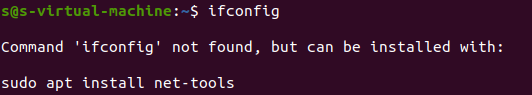 s@s-virtual-machine:~$ ifconfig
Command 'ifconfig' not found, but can be installed with:
sudo apt install net-tools